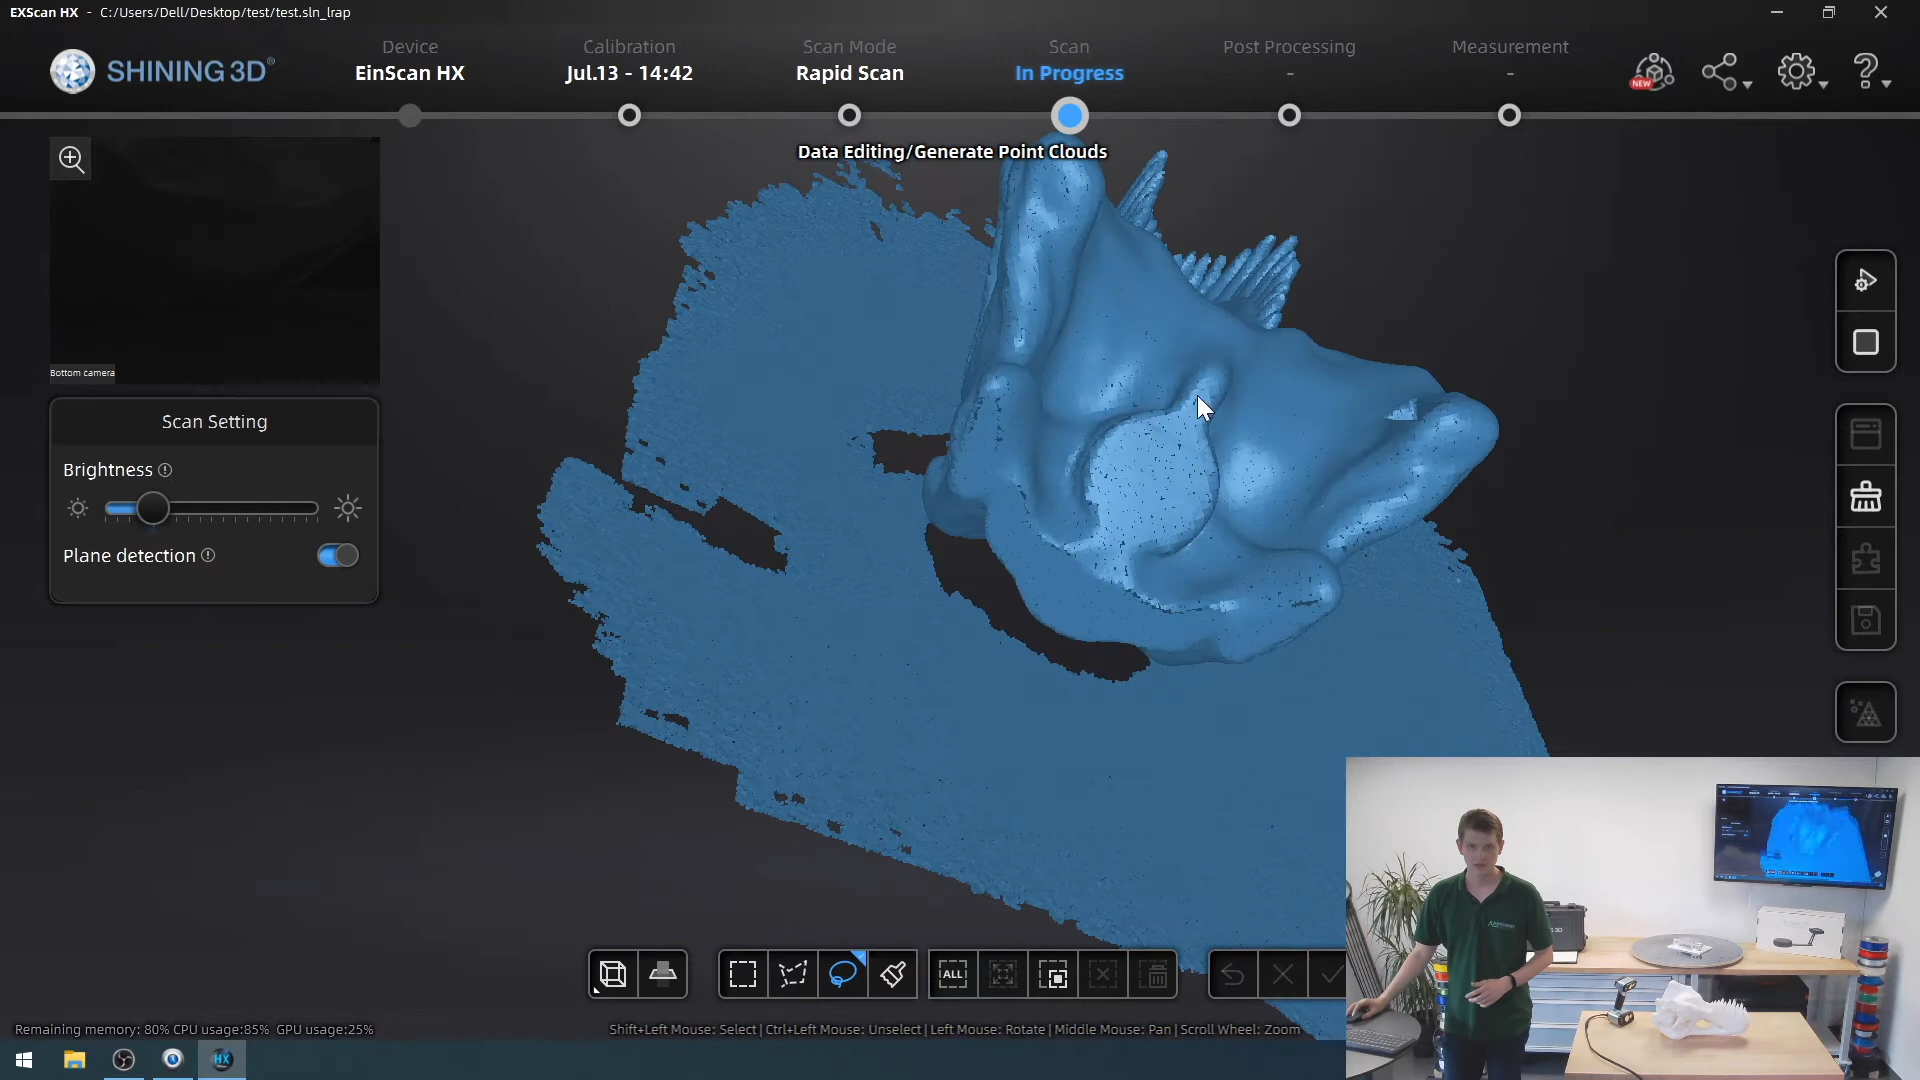 EXScan HX - C:/Users/Dell/Desktop/test/test.sln_lrap
SHINING 3D®
Device
EinScan HX
Calibration
Jul.13 - 14:42
Scan Mode
Rapid Scan
Scan
In Progress
Post Processing
-
Measurement
-
NEW
Data Editing/Generate Point Clouds
Bottom camera
Scan Setting
Brightness
Plane detection
ALL
Remaining memory: 80% CPU usage:85% GPU usage:25%
Shift+Left Mouse: Select | Ctrl+Left Mouse: Unselect | Left Mouse: Rotate | Middle Mouse: Pan | Scroll Wheel: Zoom
HX